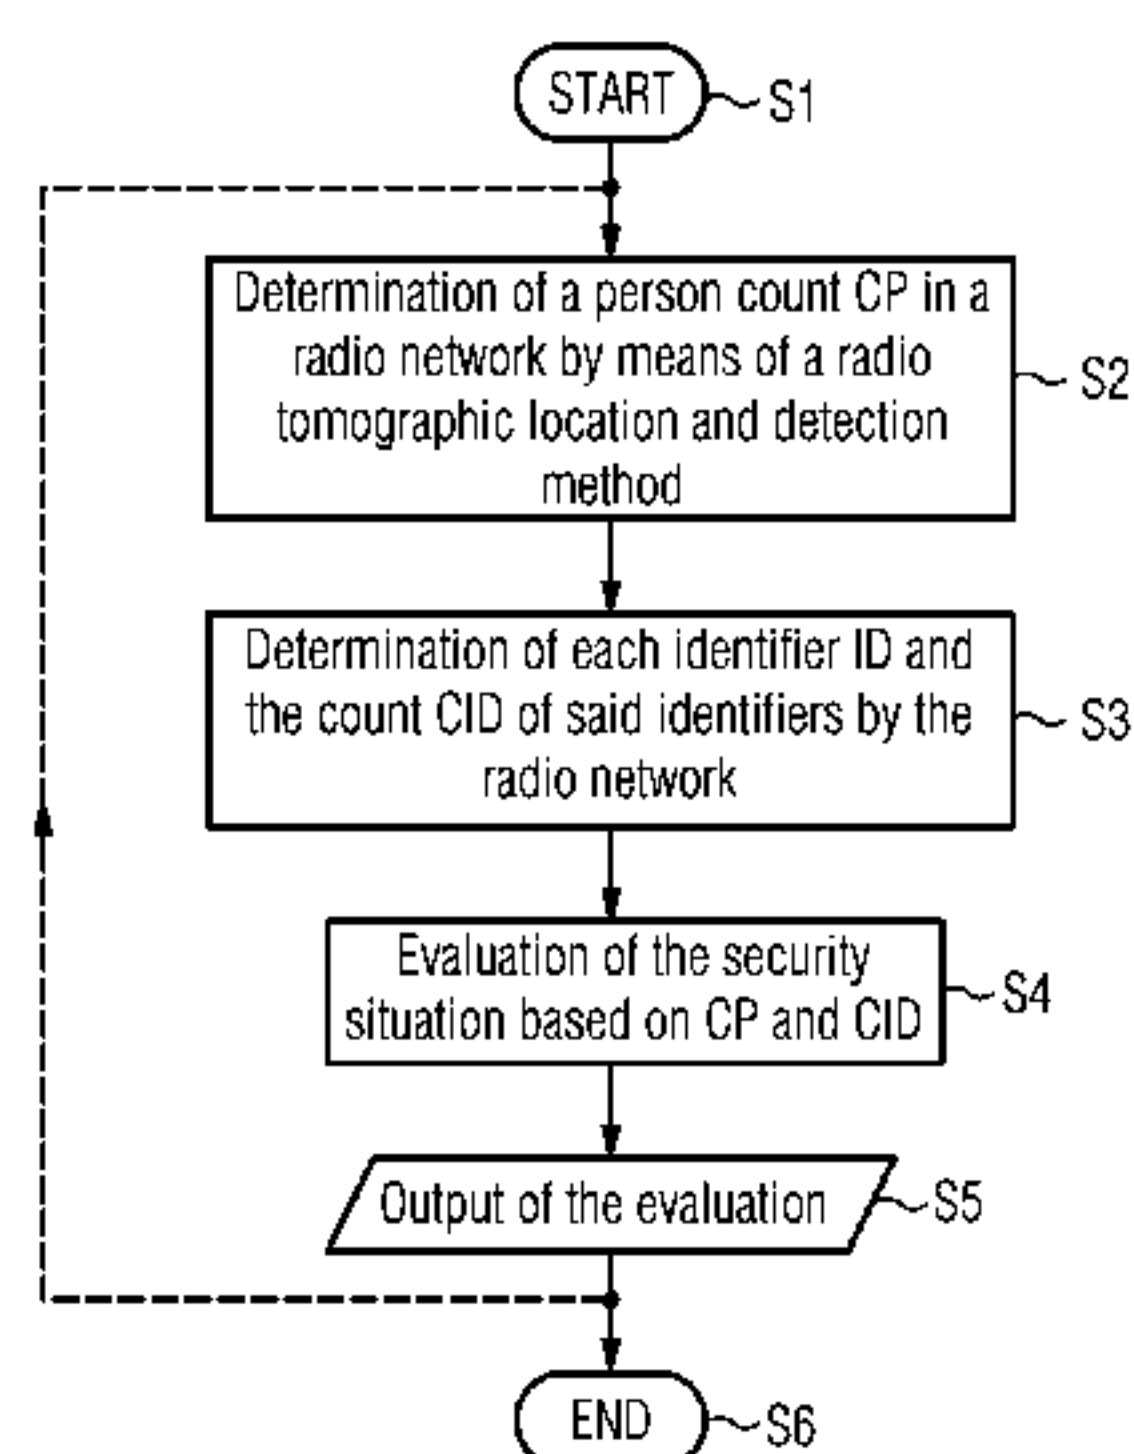 START
S1
Determination of a person count CP in a
radio network by means of a radio
tomographic location and detection
method
S2
Determination of each identifier ID and
the count CID of said identifiers by the
radio network
S3
Evaluation of the security
situation based on CP and CID
S4
Output of the evaluation
S5
END
S6